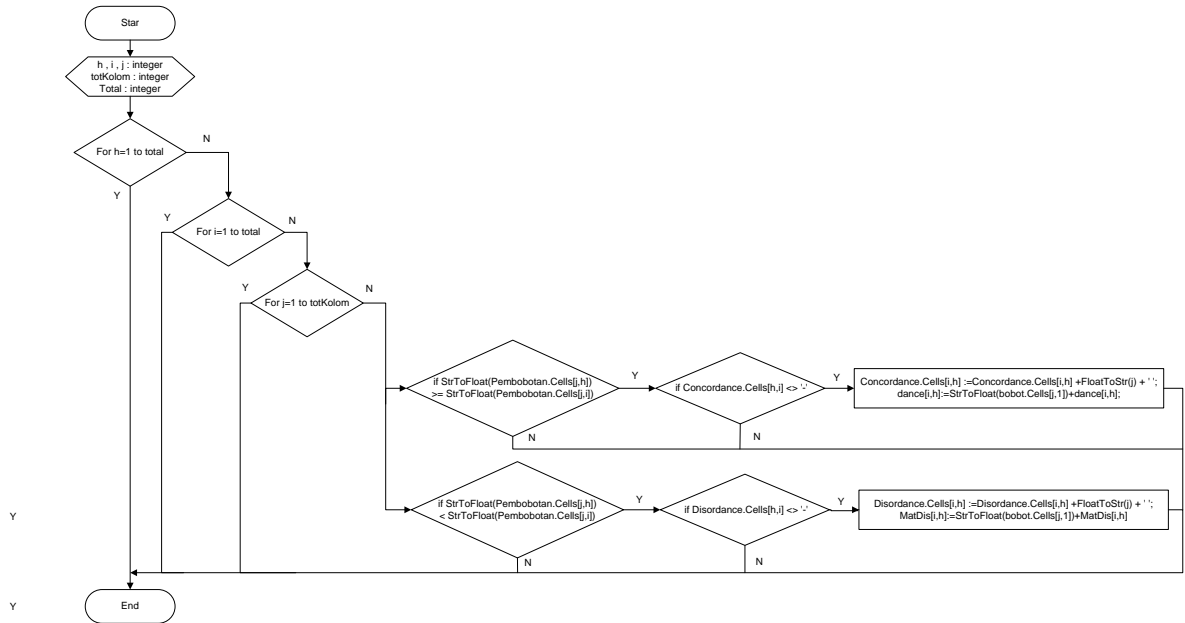 Star
h , i , j : integer
totKolom : integer
Total : integer
N
For h=1 to total
Y
Y
N
For i=1 to total
Y
N
For j=1 to totKolom
if StrToFloat(Pembobotan.Cells[j,h])
>= StrToFloat(Pembobotan.Cells[j,i])
Y
if Concordance.Cells[h,i] <> '-'
Y
Concordance.Cells[i,h] :=Concordance.Cells[i,h] +FloatToStr(j) + ' ';
dance[i,h]:=StrToFloat(bobot.Cells[j,1])+dance[i,h];
N
N
if StrToFloat(Pembobotan.Cells[j,h])
< StrToFloat(Pembobotan.Cells[j,i])
Y
if Disordance.Cells[h,i] <> '-'
Y
Disordance.Cells[i,h] :=Disordance.Cells[i,h] +FloatToStr(j) + ' ';
MatDis[i,h]:=StrToFloat(bobot.Cells[j,1])+MatDis[i,h]
Y
N
N
End
Y